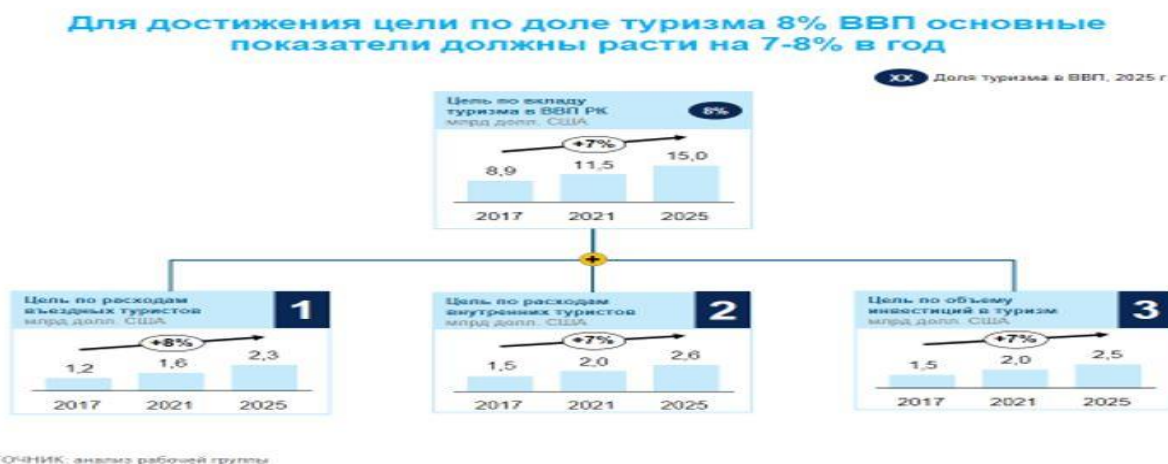 Для достижения цели по доле туризма 8% ВВП основные
показатели должны расти на 7-8% в год
XX Доля туризма в ВВП, 2025 г
Цель по вкладу
туризма в ВВП РК
млрд долл. США
8%
+7%
8,9 11,5 15,0
2017 2021 2025
+
Цель по расходам
въездных туристов
млрд долл. США
1
+8%
1,2 1,6 2,3
2017 2021 2025
Цель по расходам
внутренних туристов
млрд долл. США
2
+7%
1,5 2,0 2,6
2017 2021 2025
Цель по объему
инвестиций в туризм
млрд долл. США
3
+7%
1,5 2,0 2,5
2017 2021 2025
ОЧНИК: анализ рабочей группы